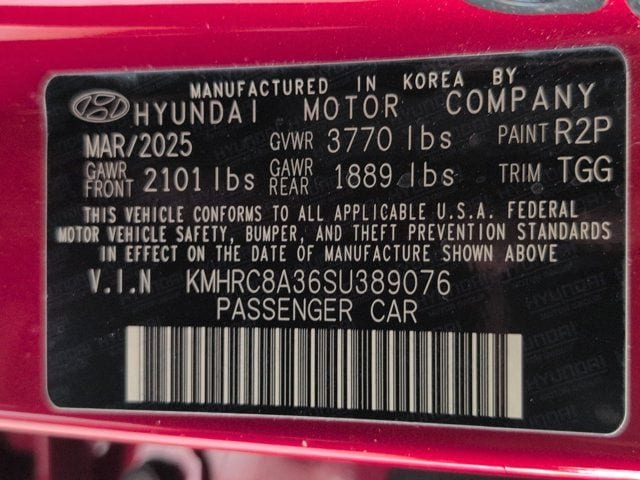 MANUFACTURED IN KOREA BY
HYUNDAI MOTOR COMPANY
MAR/2025 GVWR 3770 lbs PAINT R2P
GAWR FRONT 2101 lbs GAWR REAR 1889 lbs TRIM TGG
THIS VEHICLE CONFORMS TO ALL APPLICABLE U.S.A. FEDERAL
MOTOR VEHICLE SAFETY, BUMPER, AND THEFT PREVENTION STANDARDS
IN EFFECT ON THE DATE OF MANUFACTURE SHOWN ABOVE
V.I.N KMHRC8A36SU389076
PASSENGER CAR